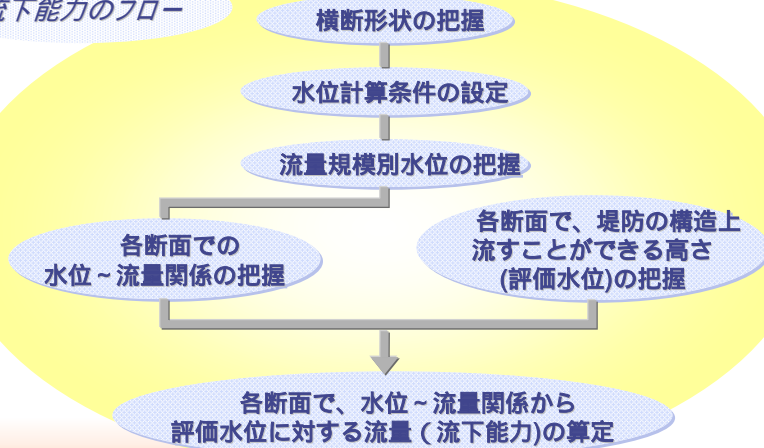 流下能力のフロー
横断形状の把握
水位計算条件の設定
流量規模別水位の把握
各断面での
水位～流量関係の把握
各断面で、堤防の構造上
流すことができる高さ
(評価水位)の把握
各断面で、水位～流量関係から
評価水位に対する流量（流下能力)の算定